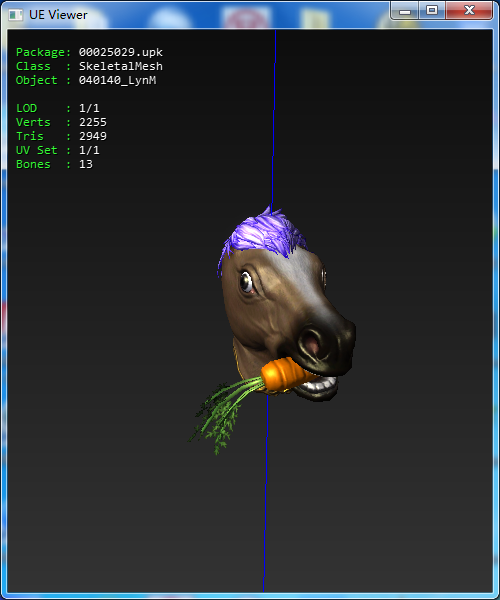 UE Viewer
Package: 00025029.upk
Class : SkeletalMesh
Object : 040140_LynM
LOD : 1/1
Verts : 2255
Tris : 2949
UV Set : 1/1
Bones : 13